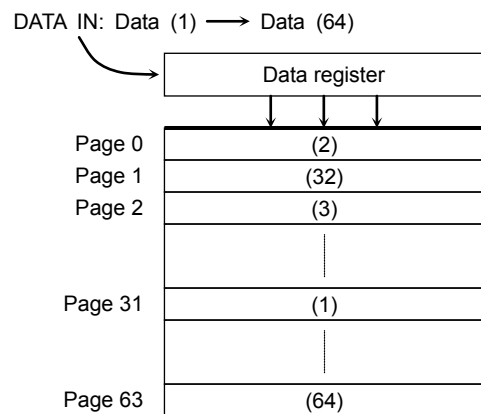 DATA IN: Data (1) ⟶ Data (64)
Data register
Page 0 (2)
Page 1 (32)
Page 2 (3)
Page 31 (1)
Page 63 (64)